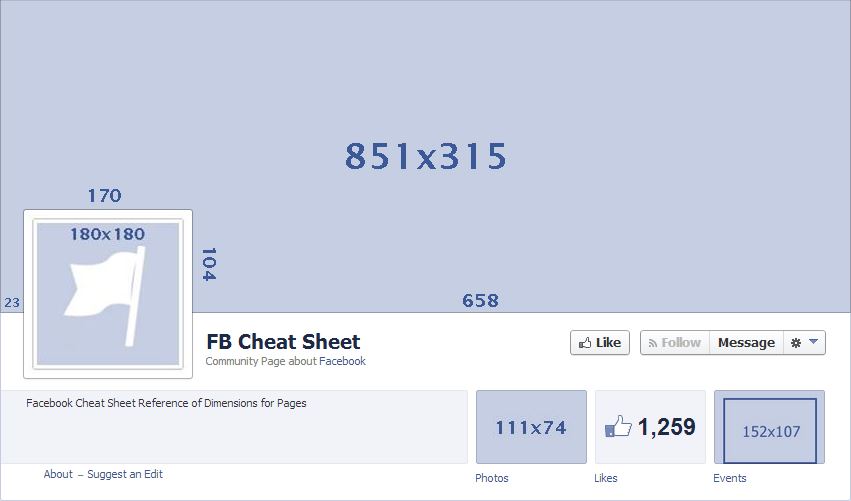 851x315
170
180x180
104
23
658
FB Cheat Sheet
Community Page about Facebook
Like
Follow
Message
Facebook Cheat Sheet Reference of Dimensions for Pages
111x74
1,259
152x107
About – Suggest an Edit
Photos
Likes
Events